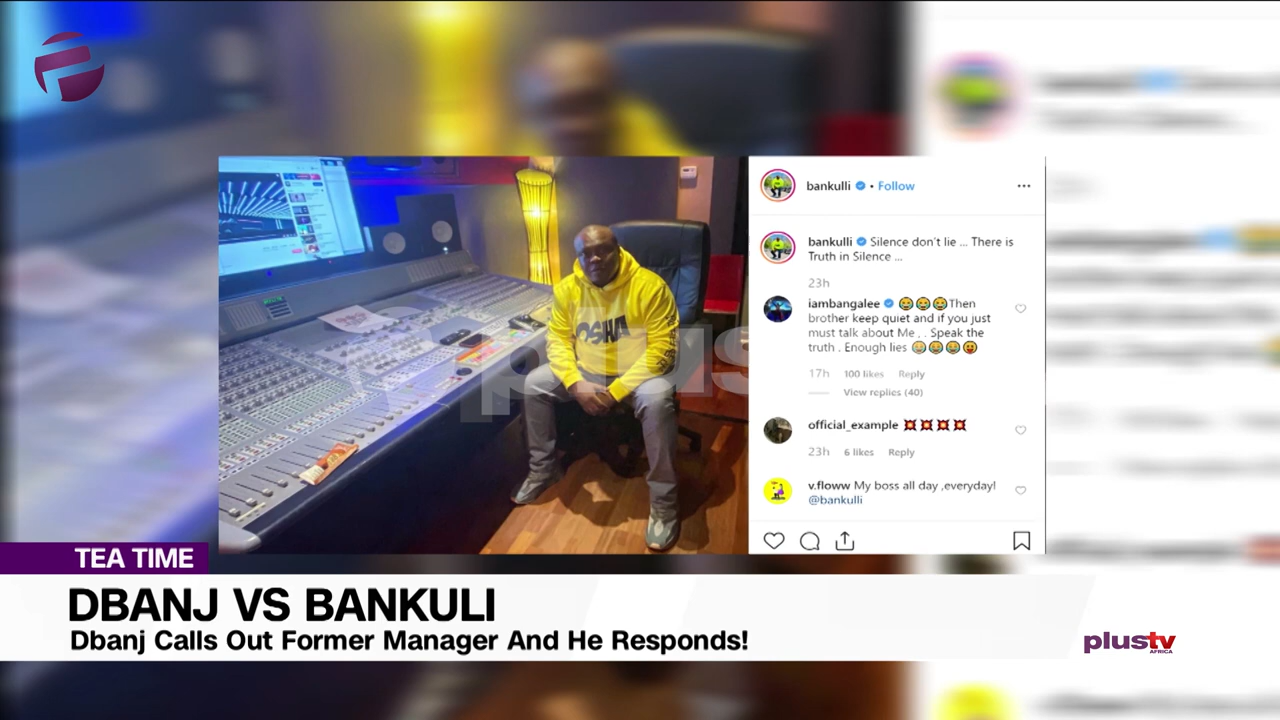 bankulli • Follow
bankulli Silence don't lie ... There is
Truth in Silence ...
23h
iambangalee 😂😂😂Then
brother keep quiet and if you just
must talk about Me , . Speak the
truth . Enough lies 😂😂😂😛
17h 100 likes Reply
View replies (40)
official_example 💥💥💥💥
23h 6 likes Reply
v.floww My boss all day ,everyday!
@bankulli
OSHA
plus
TEA TIME
DBANJ VS BANKULI
Dbanj Calls Out Former Manager And He Responds!
plustv
AFRICA